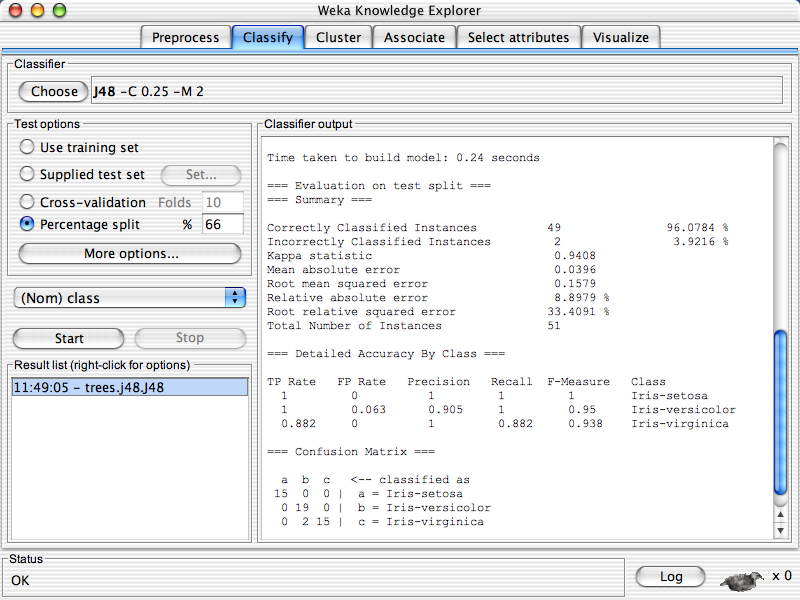 Weka Knowledge Explorer
Preprocess Classify Cluster Associate Select attributes Visualize
Classifier
Choose J48 -C 0.25 -M 2
Test options
Use training set
Supplied test set Set...
Cross-validation Folds 10
Percentage split % 66
More options...
(Nom) class
Start Stop
Result list (right-click for options)
11:49:05 - trees.j48.J48
Classifier output
Time taken to build model: 0.24 seconds
=== Evaluation on test split ===
=== Summary ===
Correctly Classified Instances 49 96.0784 %
Incorrectly Classified Instances 2 3.9216 %
Kappa statistic 0.9408
Mean absolute error 0.0396
Root mean squared error 0.1579
Relative absolute error 8.8979 %
Root relative squared error 33.4091 %
Total Number of Instances 51
=== Detailed Accuracy By Class ===
TP Rate FP Rate Precision Recall F-Measure Class
1 0 1 1 1 Iris-setosa
1 0.063 0.905 1 0.95 Iris-versicolor
0.882 0 1 0.882 0.938 Iris-virginica
=== Confusion Matrix ===
a b c <-- classified as
15 0 0 | a = Iris-setosa
0 19 0 | b = Iris-versicolor
0 2 15 | c = Iris-virginica
Status
OK
Log x 0